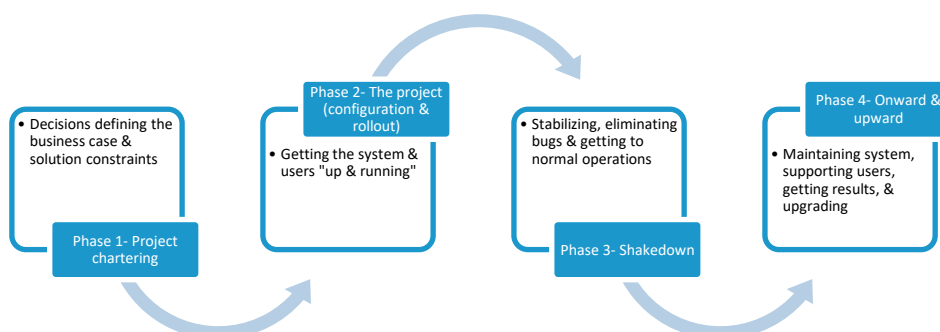 • Decisions defining the
business case &
solution constraints
Phase 1- Project
chartering
Phase 2- The project
(configuration &
rollout)
• Getting the system &
users "up & running"
• Stabilizing, eliminating
bugs & getting to
normal operations
Phase 3- Shakedown
Phase 4- Onward &
upward
• Maintaining system,
supporting users,
getting results, &
upgrading